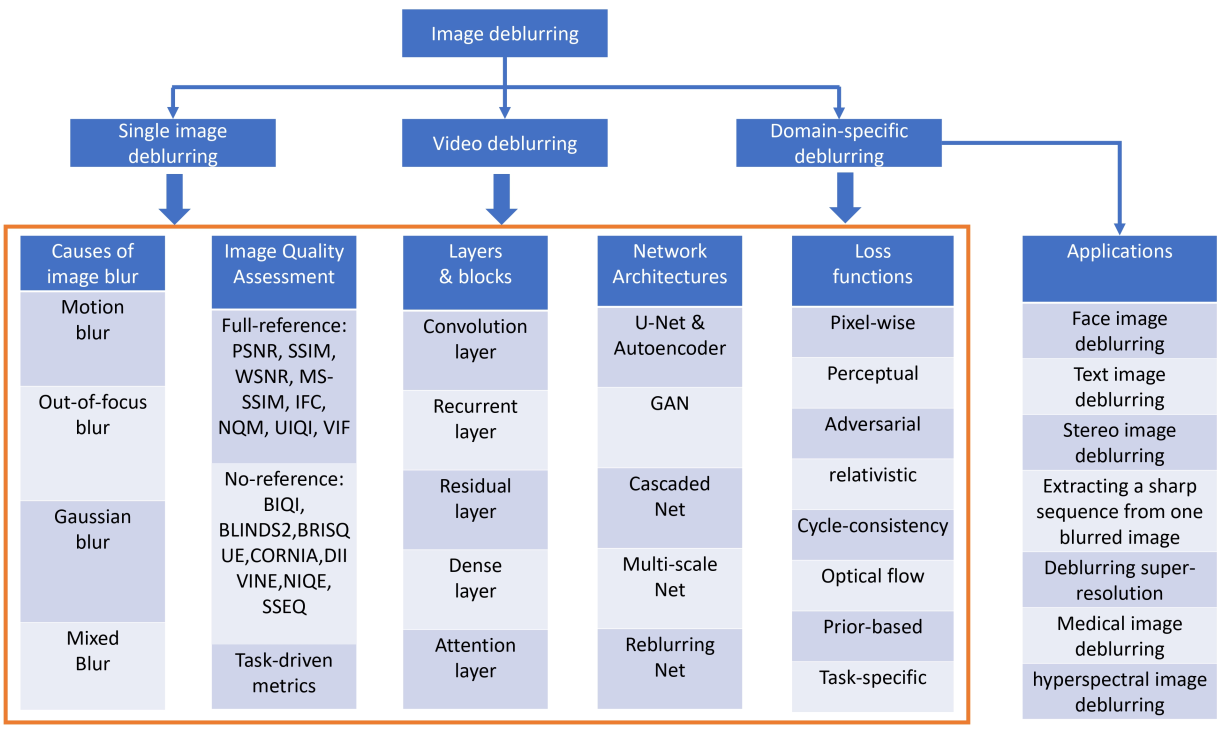 Image deblurring
Single image
deblurring
Video deblurring
Domain-specific
deblurring
Causes of
image blur
Motion
blur
Out-of-focus
blur
Gaussian
blur
Mixed
Blur
Image Quality
Assessment
Full-reference:
PSNR, SSIM,
WSNR, MS-
SSIM, IFC,
NQM, UIQI, VIF
No-reference:
BIQI,
BLINDS2,BRISQ
UE,CORNIA,DII
VINE,NIQE,
SSEQ
Task-driven
metrics
Layers
& blocks
Convolution
layer
Recurrent
layer
Residual
layer
Dense
layer
Attention
layer
Network
Architectures
U-Net &
Autoencoder
GAN
Cascaded
Net
Multi-scale
Net
Reblurring
Net
Loss
functions
Pixel-wise
Perceptual
Adversarial
relativistic
Cycle-consistency
Optical flow
Prior-based
Task-specific
Applications
Face image
deblurring
Text image
deblurring
Stereo image
deblurring
Extracting a sharp
sequence from one
blurred image
Deblurring super-
resolution
Medical image
deblurring
hyperspectral image
deblurring